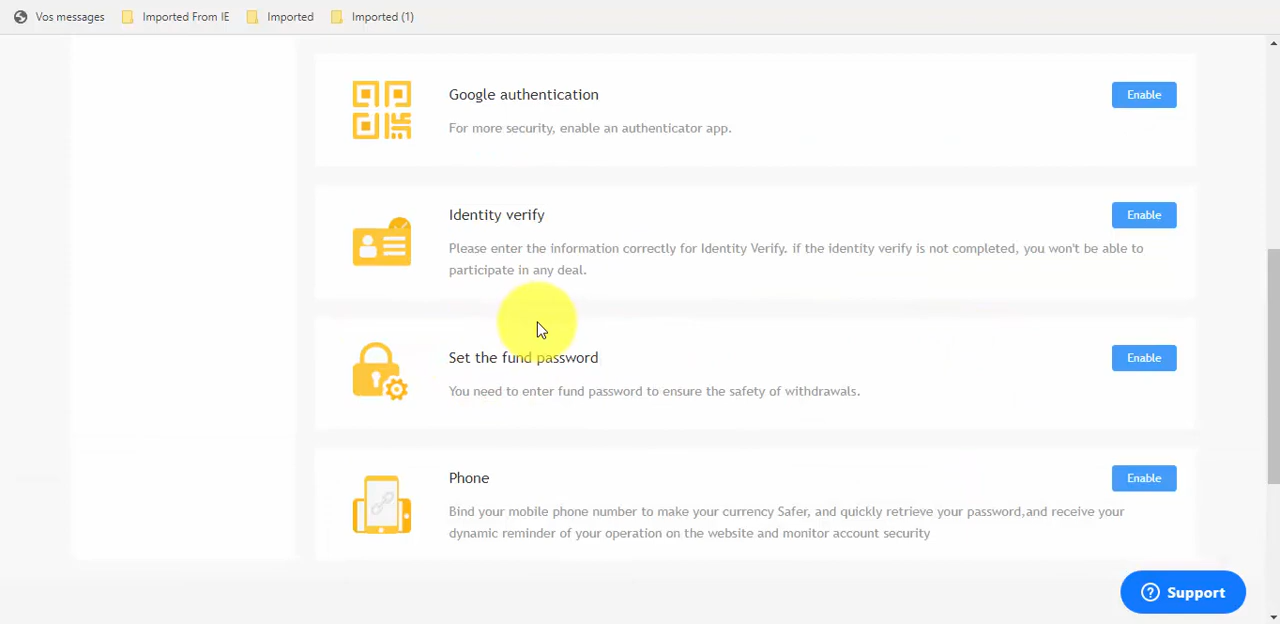 Vos messages
Imported From IE
Imported
Imported (1)
Google authentication
Enable
For more security, enable an authenticator app.
Identity verify
Enable
Please enter the information correctly for Identity Verify. if the identity verify is not completed, you won't be able to
participate in any deal.
Set the fund password
Enable
You need to enter fund password to ensure the safety of withdrawals.
Phone
Enable
Bind your mobile phone number to make your currency Safer, and quickly retrieve your password,and receive your
dynamic reminder of your operation on the website and monitor account security
Support